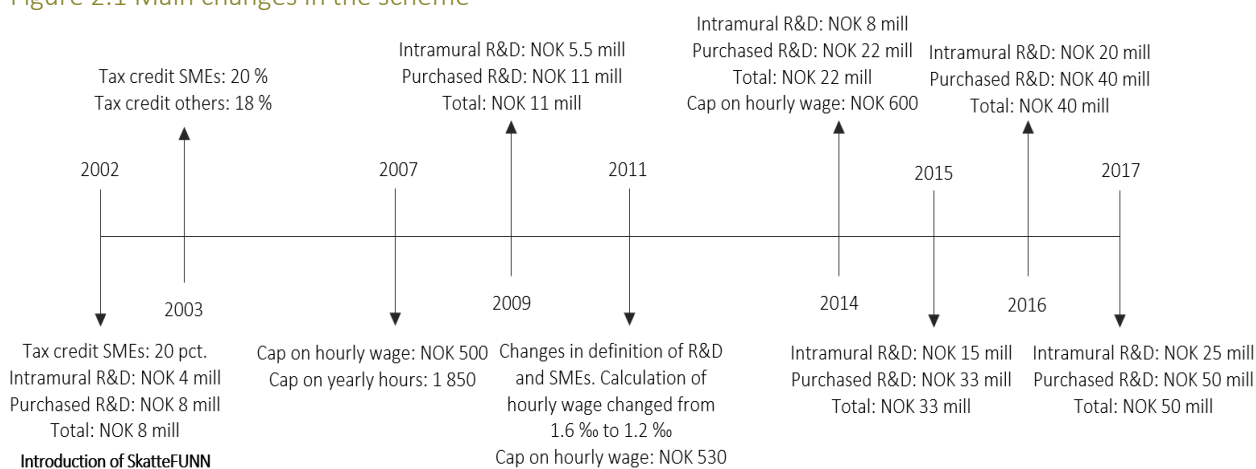 Figure 2.1 Main changes in the scheme
Tax credit SMEs: 20 %
Tax credit others: 18 %
Intramural R&D: NOK 5.5 mill
Purchased R&D: NOK 11 mill
Total: NOK 11 mill
Intramural R&D: NOK 8 mill
Purchased R&D: NOK 22 mill
Total: NOK 22 mill
Cap on hourly wage: NOK 600
Intramural R&D: NOK 20 mill
Purchased R&D: NOK 40 mill
Total: NOK 40 mill
2002
2007
2011
2015
2017
2003
2009
2014
2016
Tax credit SMEs: 20 pct.
Intramural R&D: NOK 4 mill
Purchased R&D: NOK 8 mill
Total: NOK 8 mill
Introduction of SkatteFUNN
Cap on hourly wage: NOK 500
Cap on yearly hours: 1 850
Changes in definition of R&D
and SMEs. Calculation of
hourly wage changed from
1.6 ‰ to 1.2 ‰
Cap on hourly wage: NOK 530
Intramural R&D: NOK 15 mill
Purchased R&D: NOK 33 mill
Total: NOK 33 mill
Intramural R&D: NOK 25 mill
Purchased R&D: NOK 50 mill
Total: NOK 50 mill